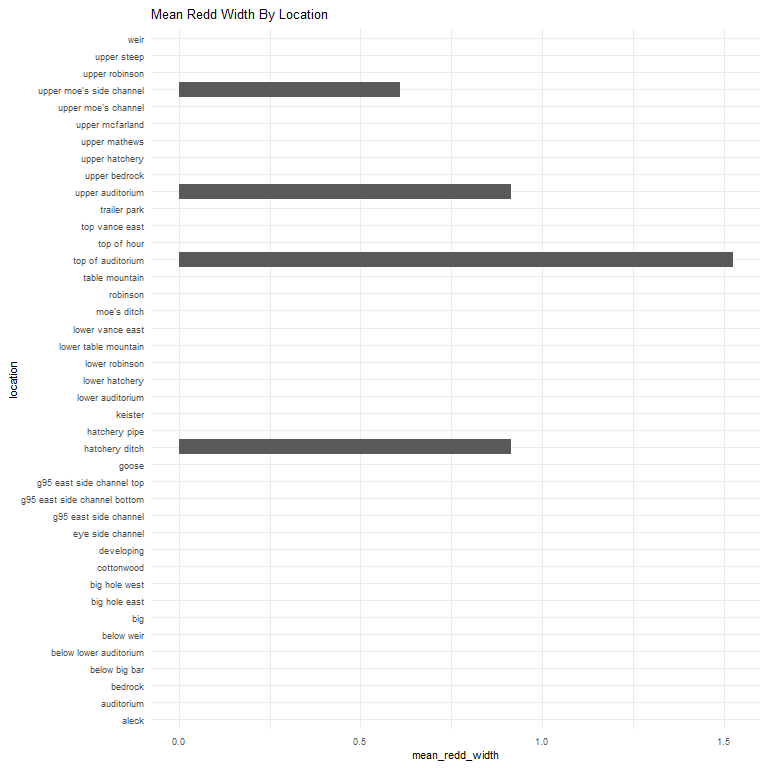 Mean Redd Width By Location
weir
upper steep
upper robinson
upper moe's side channel
upper moe's channel
upper mcfarland
upper mathews
upper hatchery
upper bedrock
upper auditorium
trailer park
top vance east
top of hour
top of auditorium
table mountain
robinson
moe's ditch
lower vance east
lower table mountain
lower robinson
lower hatchery
lower auditorium
keister
hatchery pipe
hatchery ditch
goose
g95 east side channel top
g95 east side channel bottom
g95 east side channel
eye side channel
developing
cottonwood
big hole west
big hole east
big
below weir
below lower auditorium
below big bar
bedrock
auditorium
aleck
location
0.0 0.5 1.0 1.5
mean_redd_width